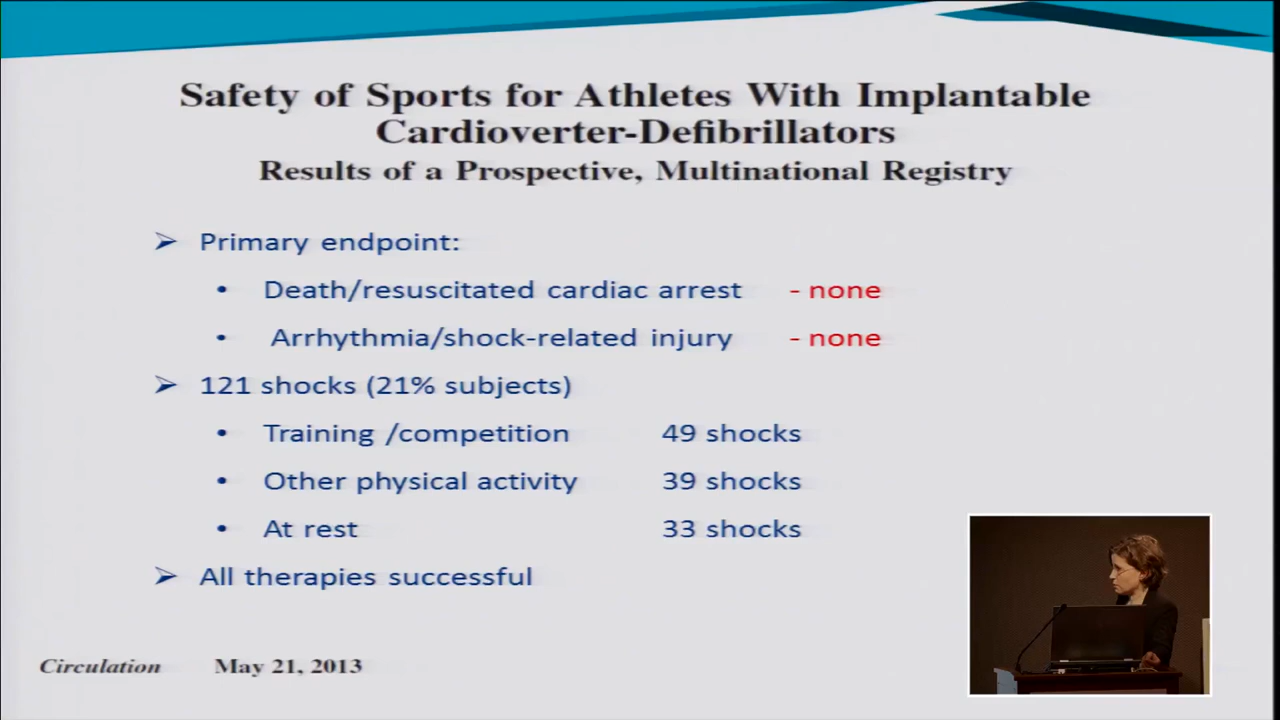 Safety of Sports for Athletes With Implantable
Cardioverter-Defibrillators
Results of a Prospective, Multinational Registry
➢ Primary endpoint:
• Death/resuscitated cardiac arrest - none
• Arrhythmia/shock-related injury - none
➢ 121 shocks (21% subjects)
• Training /competition 49 shocks
• Other physical activity 39 shocks
• At rest 33 shocks
➢ All therapies successful
Circulation May 21, 2013